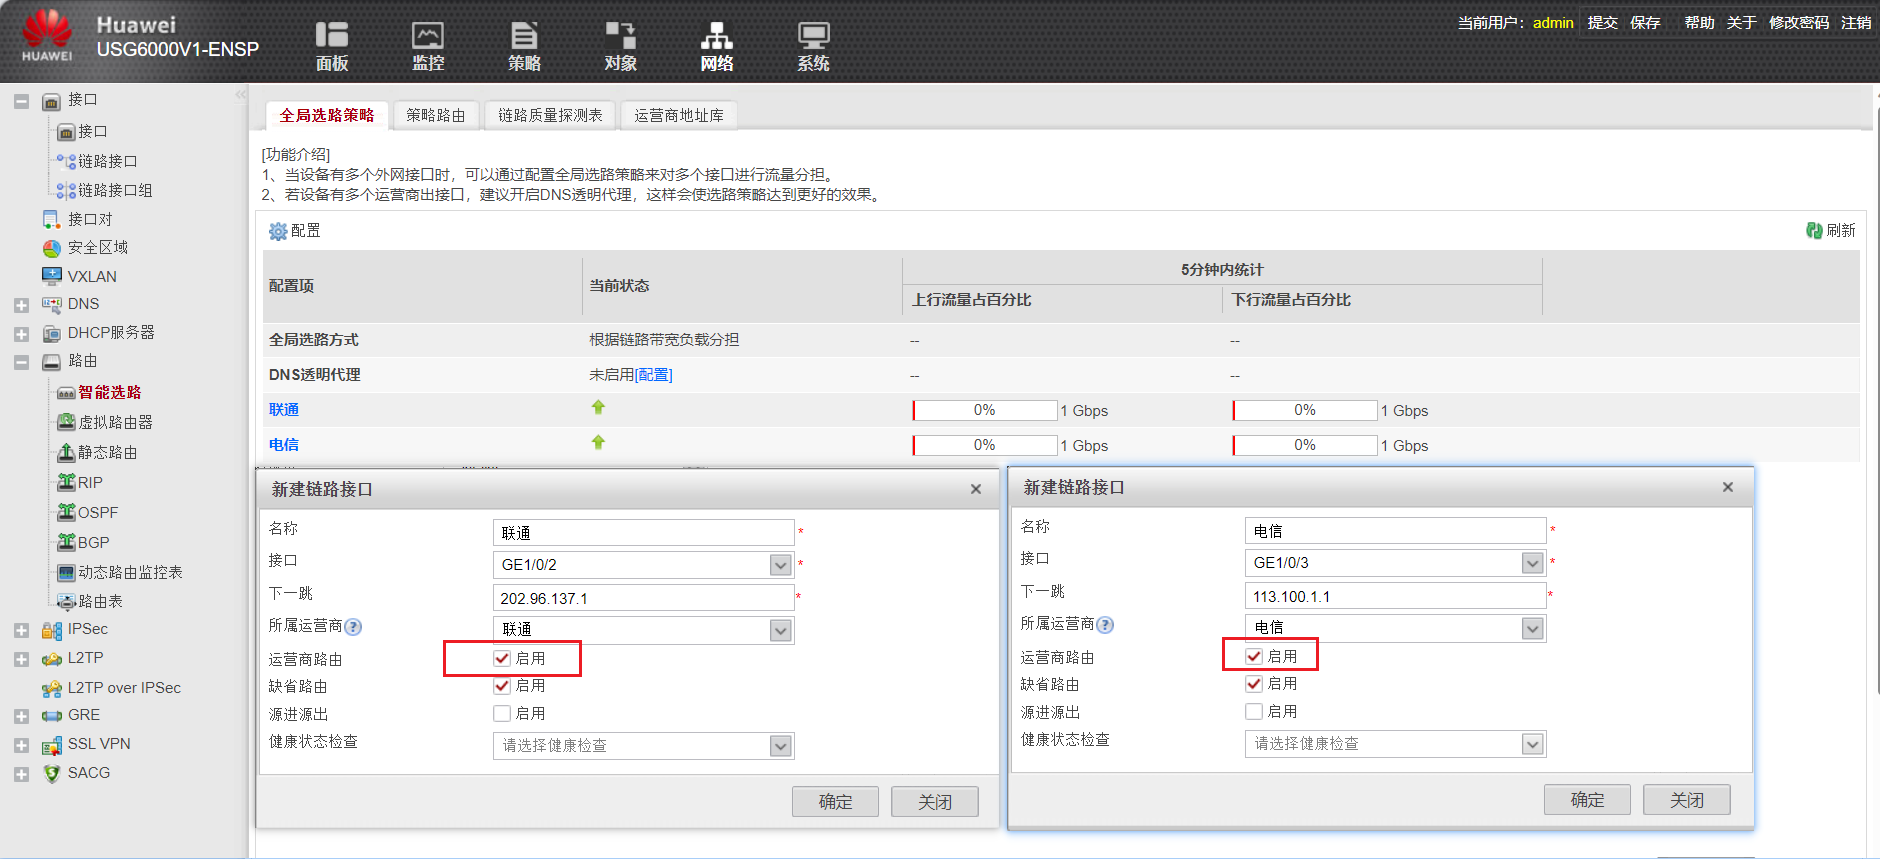 Huawei
USG6000V1-ENSP
HUAWEI
面板
监控
策略
对象
网络
系统
当前用户：admin
提交
保存
帮助
关于
修改密码
注销
接口
接口
链路接口
链路接口组
接口对
安全区域
VXLAN
DNS
DHCP服务器
路由
智能选路
虚拟路由器
静态路由
RIP
OSPF
BGP
动态路由监控表
路由表
IPSec
L2TP
L2TP over IPSec
GRE
SSL VPN
SACG
全局选路策略
策略路由
链路质量探测表
运营商地址库
[功能介绍]
1、当设备有多个外网接口时，可以通过配置全局选路策略来对多个接口进行流量分担。
2、若设备有多个运营商出接口，建议开启DNS透明代理，这样会使选路策略达到更好的效果。
配置
刷新
配置项
当前状态
5分钟内统计
上行流量占百分比
下行流量占百分比
全局选路方式
根据链路带宽负载分担
--
--
DNS透明代理
未启用[配置]
--
--
联通
0%
1 Gbps
0%
1 Gbps
电信
0%
1 Gbps
0%
1 Gbps
新建链路接口
名称
联通
*
接口
GE1/0/2
*
下一跳
202.96.137.1
*
所属运营商
联通
运营商路由
启用
缺省路由
启用
源进源出
启用
健康状态检查
请选择健康检查
确定
关闭
新建链路接口
名称
电信
*
接口
GE1/0/3
*
下一跳
113.100.1.1
*
所属运营商
电信
运营商路由
启用
缺省路由
启用
源进源出
启用
健康状态检查
请选择健康检查
确定
关闭